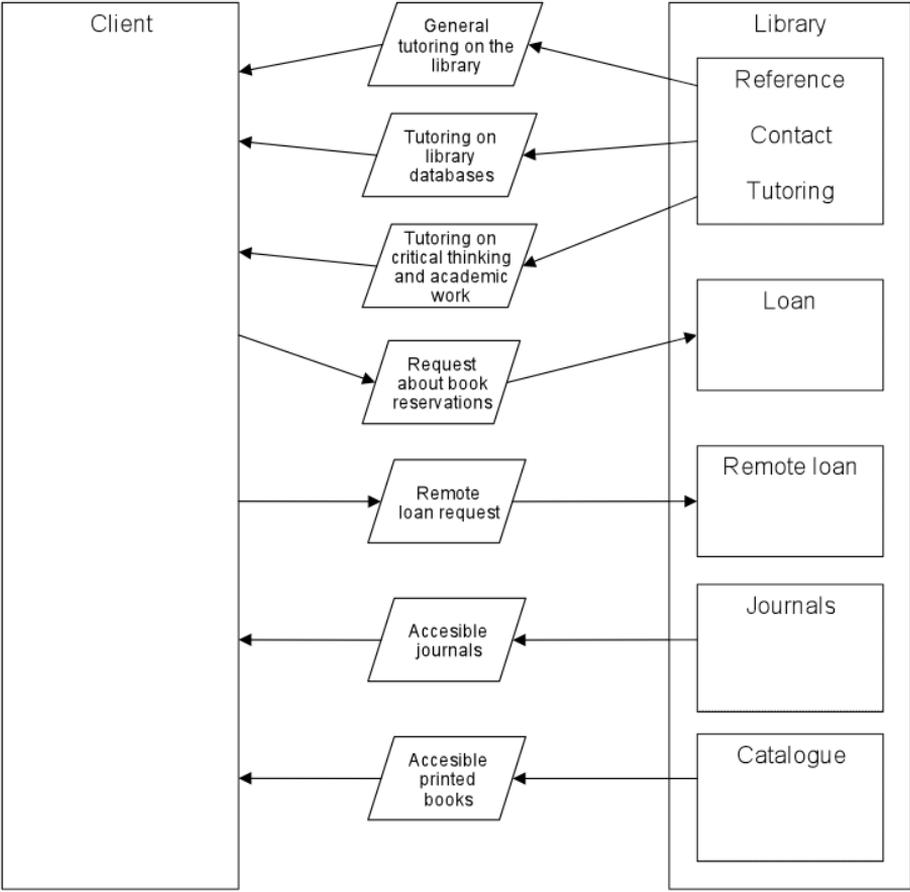 Client
General
tutoring on the
library
Tutoring on
library
databases
Tutoring on
critical thinking
and academic
work
Request
about book
reservations
Remote
loan request
Accesible
journals
Accesible
printed
books
Library
Reference
Contact
Tutoring
Loan
Remote loan
Journals
Catalogue